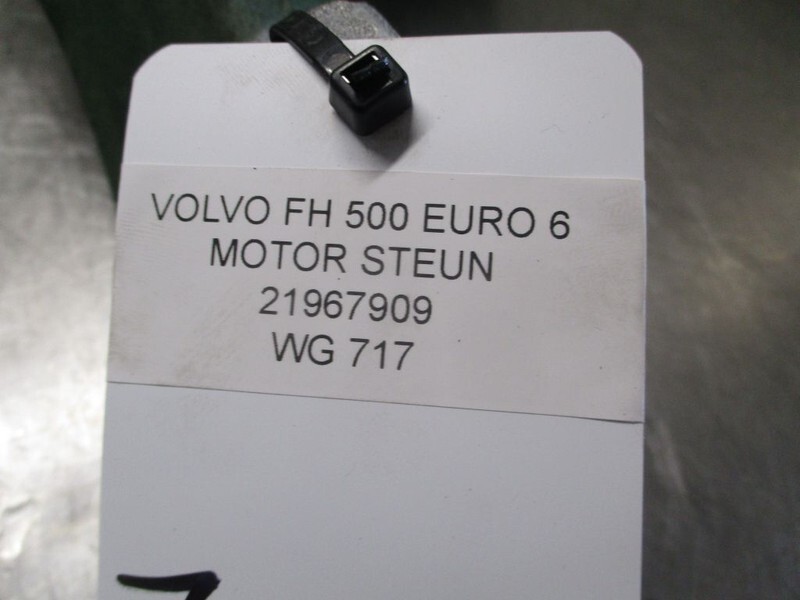 VOLVO FH 500 EURO 6
MOTOR STEUN
21967909
WG 717